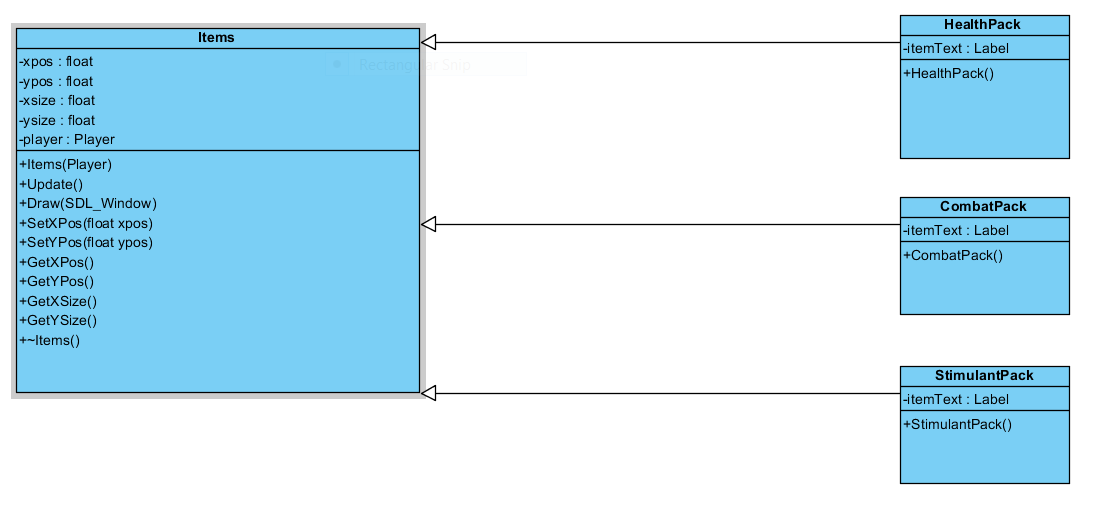 Items
-xpos : float
-ypos : float
-xsize : float
-ysize : float
-player : Player
+Items(Player)
+Update()
+Draw(SDL_Window)
+SetXPos(float xpos)
+SetYPos(float ypos)
+GetXPos()
+GetYPos()
+GetXSize()
+GetYSize()
+~Items()
Rectangular Snip
HealthPack
-itemText : Label
+HealthPack()
CombatPack
-itemText : Label
+CombatPack()
StimulantPack
-itemText : Label
+StimulantPack()